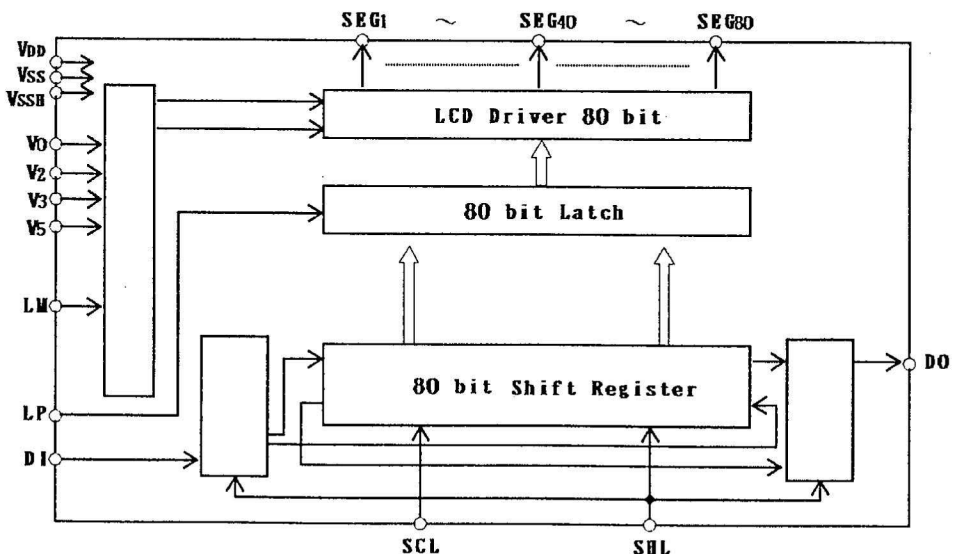 SEG1 ~ SEG40 ~ SEG80
VDD
VSS
VSSH
V0
V2
V3
V5
LM
LP
DI
LCD Driver 80 bit
80 bit Latch
80 bit Shift Register
DO
SCL
SHL